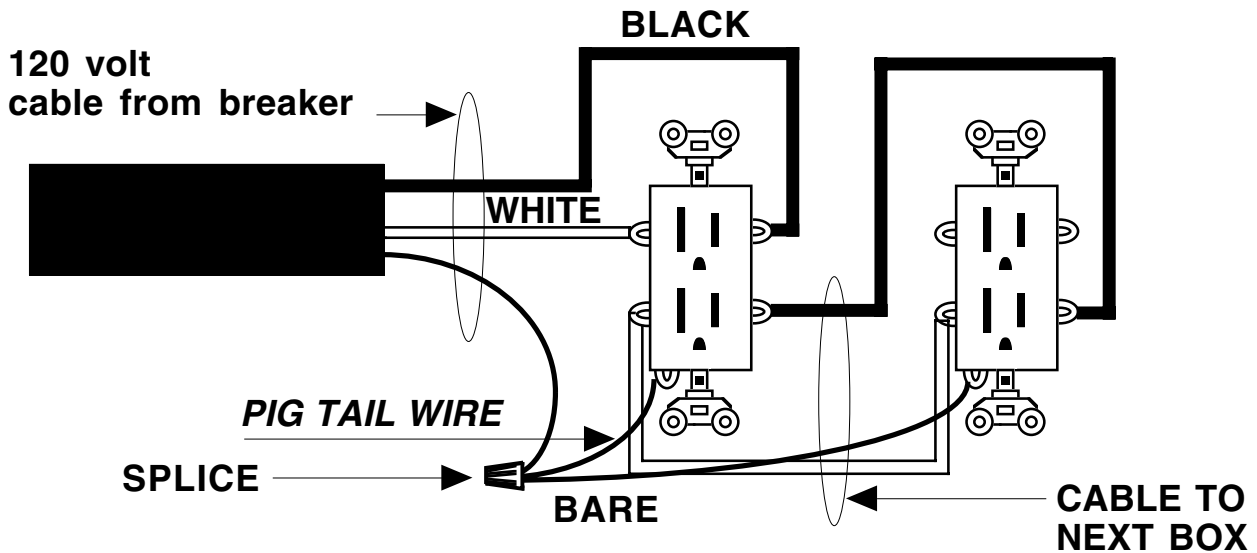 BLACK
120 volt
cable from breaker
WHITE
PIG TAIL WIRE
SPLICE
BARE
CABLE TO
NEXT BOX